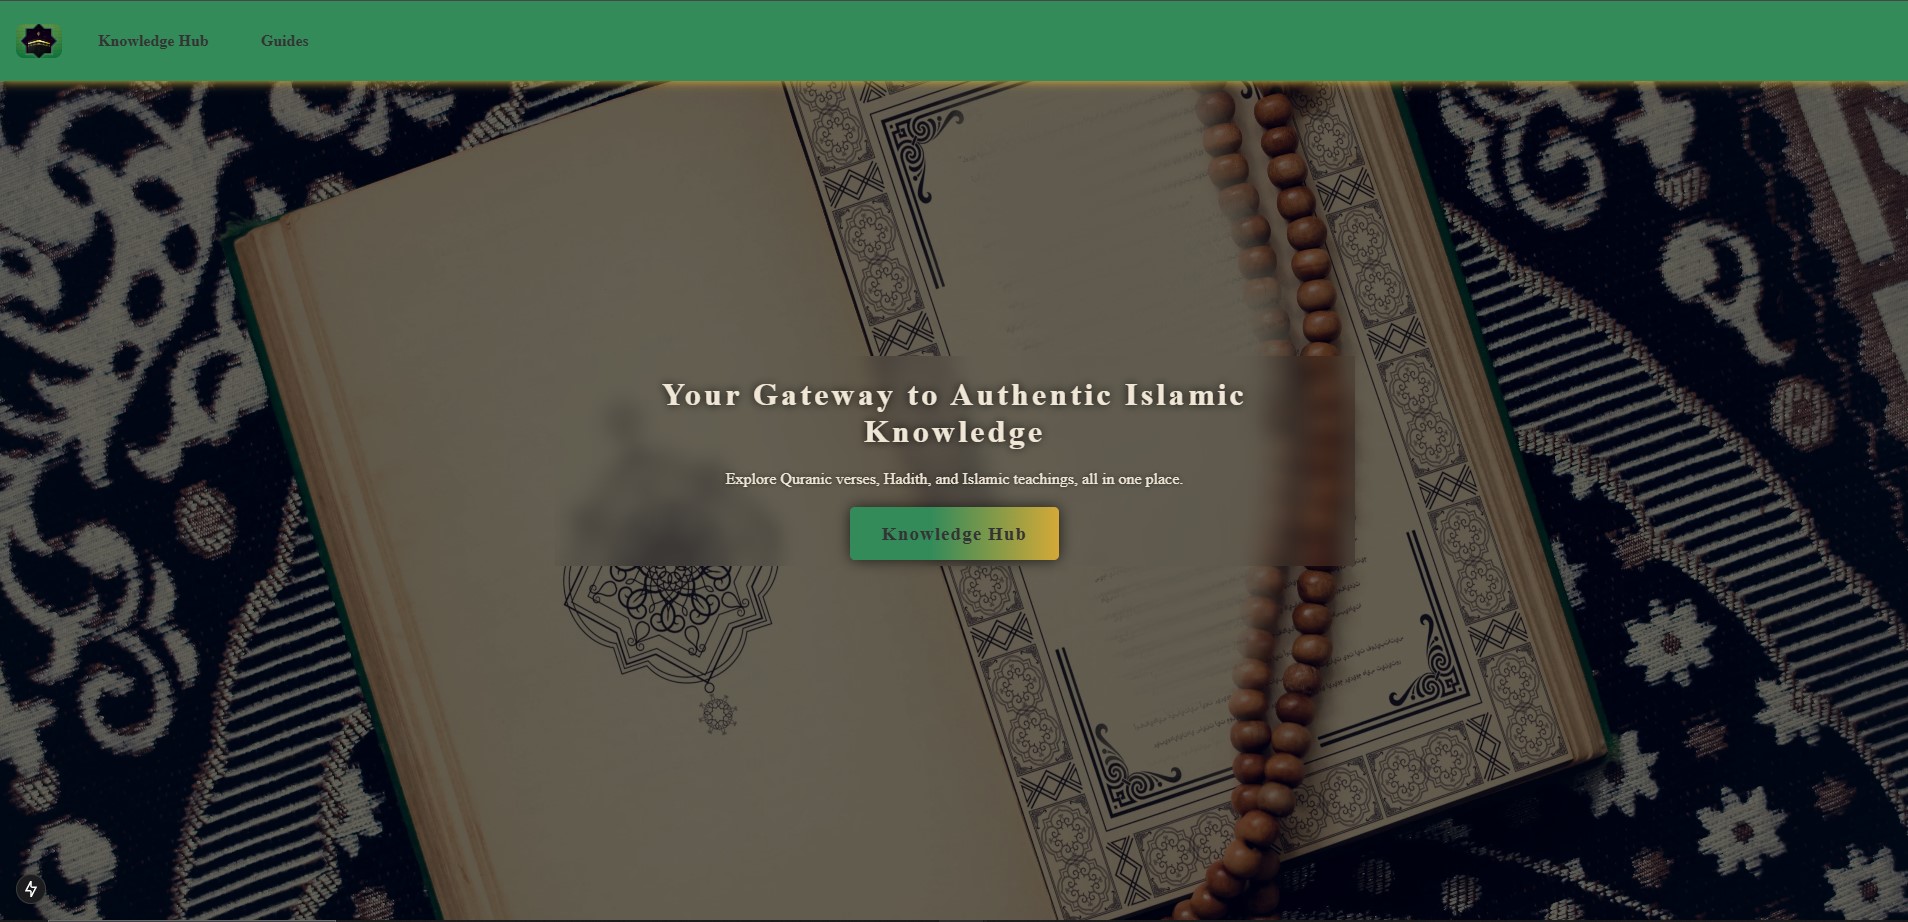 Knowledge Hub
Guides
Your Gateway to Authentic Islamic
Knowledge
Explore Quranic verses, Hadith, and Islamic teachings, all in one place.
Knowledge Hub